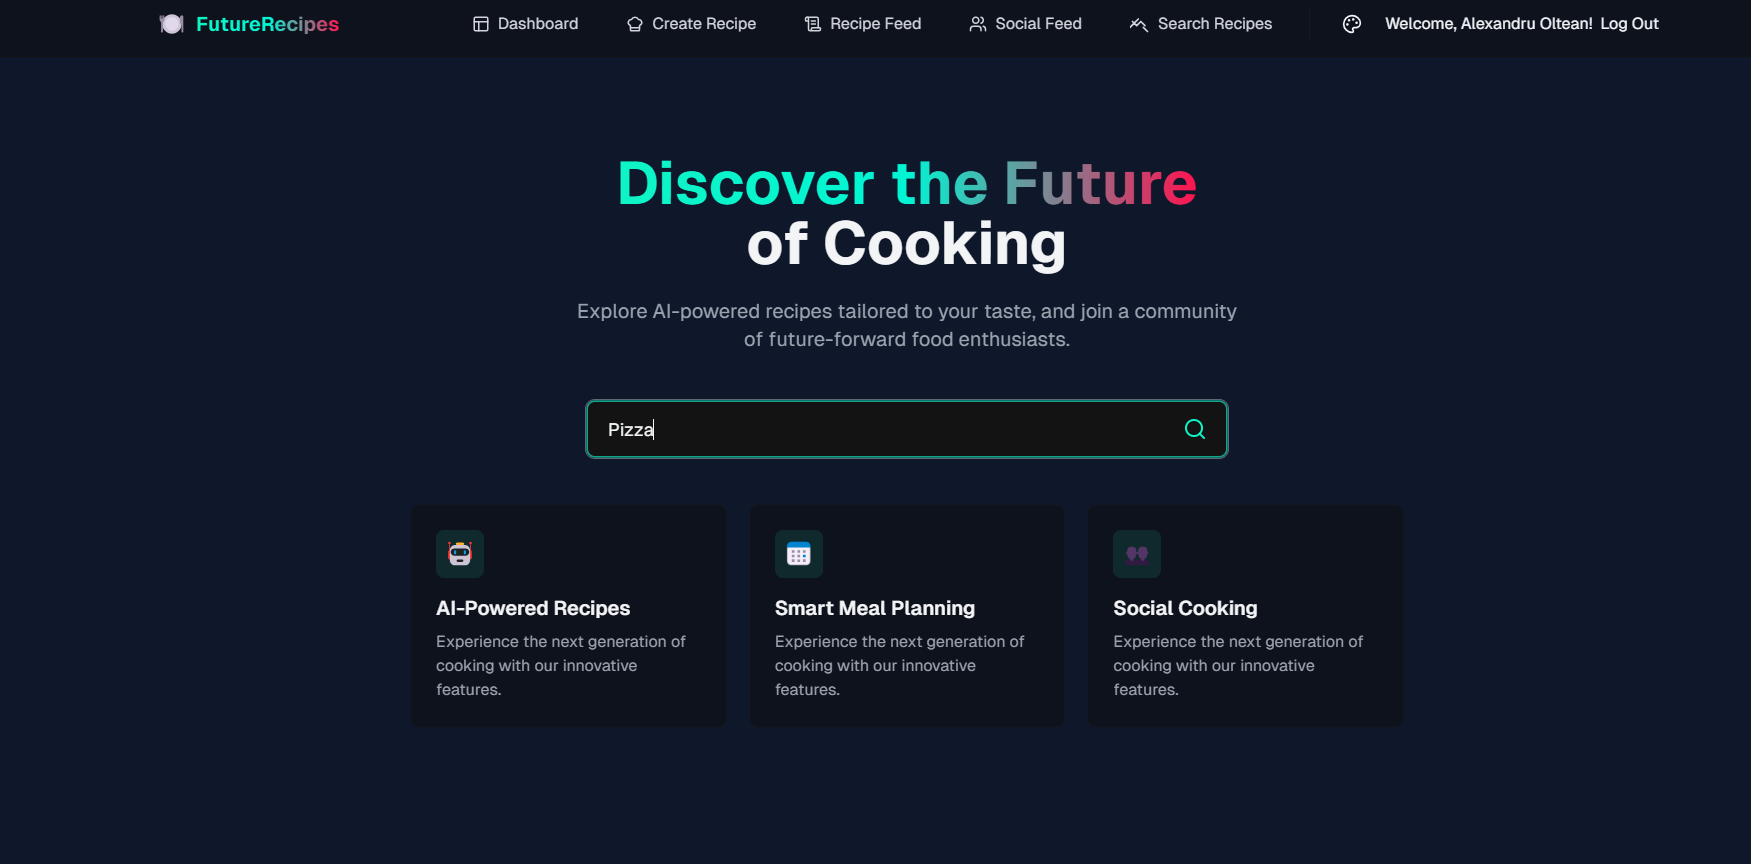 FutureRecipes Dashboard Create Recipe Recipe Feed Social Feed Search Recipes Welcome, Alexandru Oltean! Log Out
Discover the Future
of Cooking
Explore AI-powered recipes tailored to your taste, and join a community
of future-forward food enthusiasts.
Pizza
AI-Powered Recipes
Experience the next generation of
cooking with our innovative
features.
Smart Meal Planning
Experience the next generation of
cooking with our innovative
features.
Social Cooking
Experience the next generation of
cooking with our innovative
features.